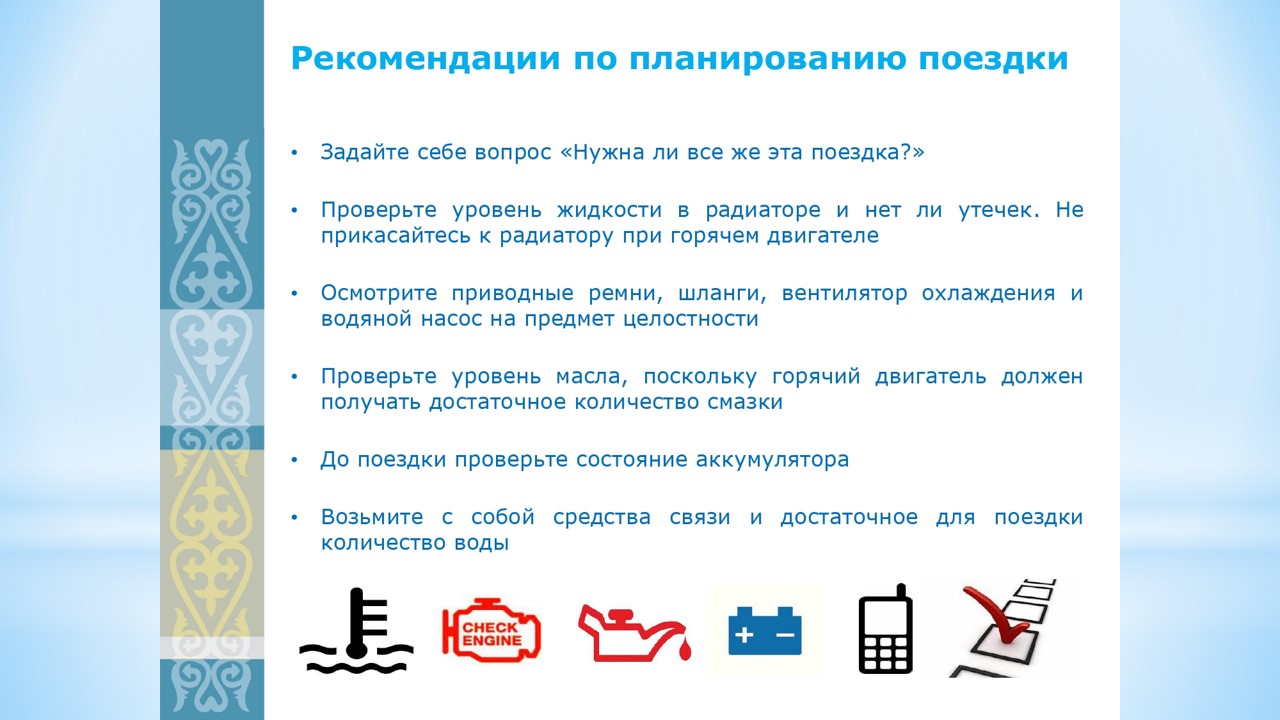 Рекомендации по планированию поездки
• Задайте себе вопрос «Нужна ли все же эта поездка?»
• Проверьте уровень жидкости в радиаторе и нет ли утечек. Не
прикасайтесь к радиатору при горячем двигателе
• Осмотрите приводные ремни, шланги, вентилятор охлаждения и
водяной насос на предмет целостности
• Проверьте уровень масла, поскольку горячий двигатель должен
получать достаточное количество смазки
• До поездки проверьте состояние аккумулятора
• Возьмите с собой средства связи и достаточное для поездки
количество воды
CHECK
ENGINE
+ −